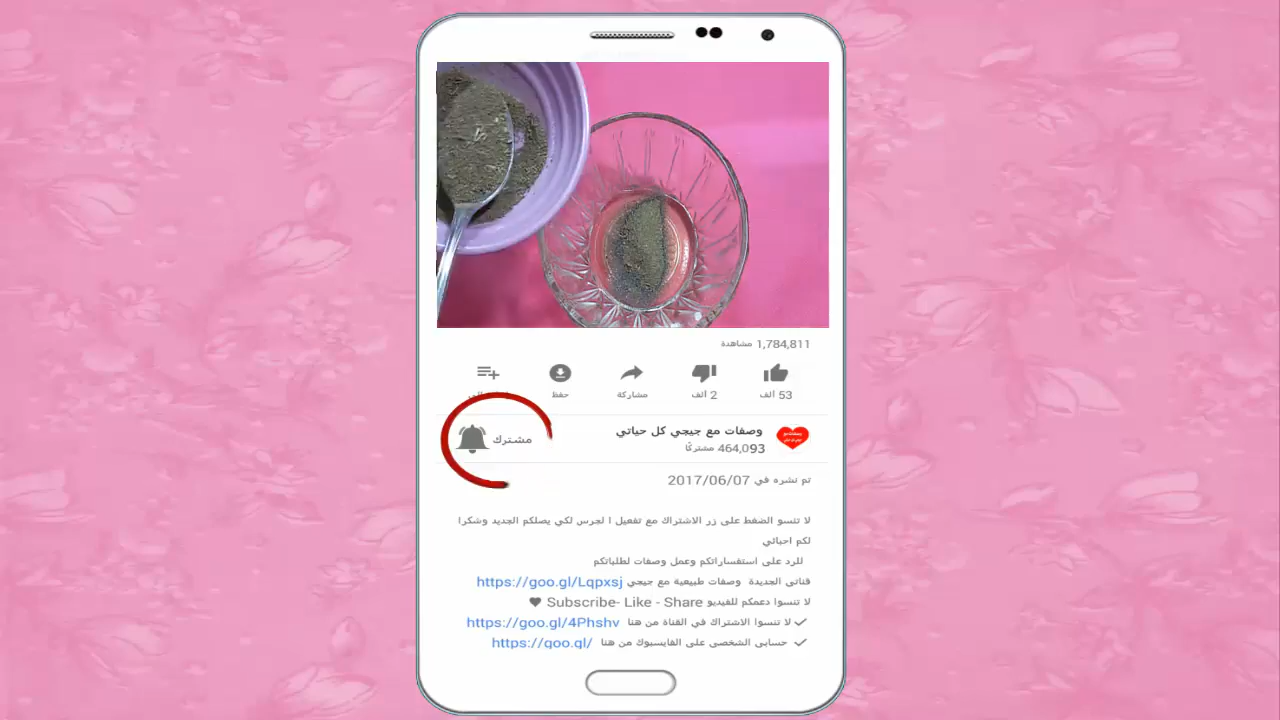 1,784,811 مشاهدة
53 ألف
2 ألف
مشاركة
حفظ
وصفات مع جيجي كل حياتي
464,093 مشتركًا
مشترك
تم نشره في 2017/06/07
لا تنسو الضغط على زر الاشتراك مع تفعيل ا لجرس لكي يصلكم الجديد وشكرا
لكم احبائي
للرد على استفساراتكم وعمل وصفات لطلباتكم
قناتي الجديدة وصفات طبيعية مع جيجي https://goo.gl/Lqpxsj
لا تنسوا دعمكم للفيديو Subscribe- Like - Share ♥
✓ لا تنسوا الاشتراك في القناة من هنا https://goo.gl/4Phshv
✓ حسابي الشخصي على الفايسبوك من هنا https://goo.gl/